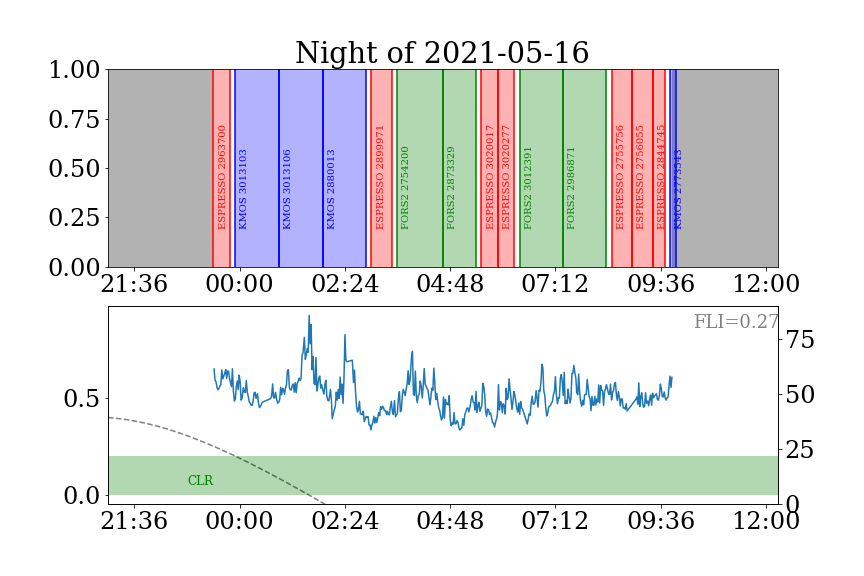 Night of 2021-05-16
1.00
0.75
0.50
0.25
0.00
ESPRESSO 2963700
KMOS 3013103
KMOS 3013106
KMOS 2880013
ESPRESSO 2899971
FORS2 2754200
FORS2 2873329
ESPRESSO 3020017
ESPRESSO 3020277
FORS2 3012391
FORS2 2986871
ESPRESSO 2755756
ESPRESSO 2756055
ESPRESSO 2844745
KMOS 2773543
21:36 00:00 02:24 04:48 07:12 09:36 12:00
FLI=0.27
0.5
0.0
75
50
25
0
CLR
21:36 00:00 02:24 04:48 07:12 09:36 12:00